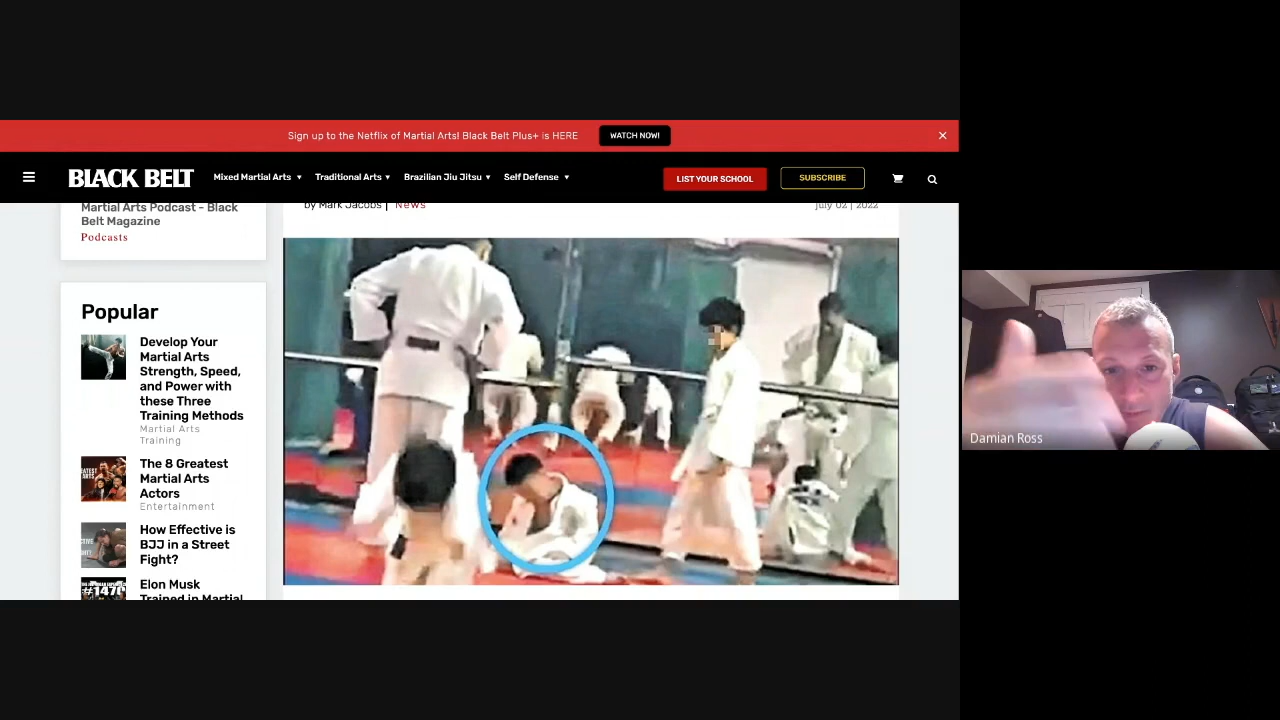 Sign up to the Netflix of Martial Arts! Black Belt Plus+ is HERE
WATCH NOW!
BLACK BELT
Mixed Martial Arts
Traditional Arts
Brazilian Jiu Jitsu
Self Defense
LIST YOUR SCHOOL
SUBSCRIBE
Martial Arts Podcast – Black
Belt Magazine
Podcasts
by Mark Jacobs | News
july 02 | 2022
Popular
Develop Your
Martial Arts
Strength, Speed,
and Power with
these Three
Training Methods
Martial Arts
Training
The 8 Greatest
Martial Arts
Actors
Entertainment
How Effective is
BJJ in a Street
Fight?
Elon Musk
Trained in Martial
#1470
Damian Ross